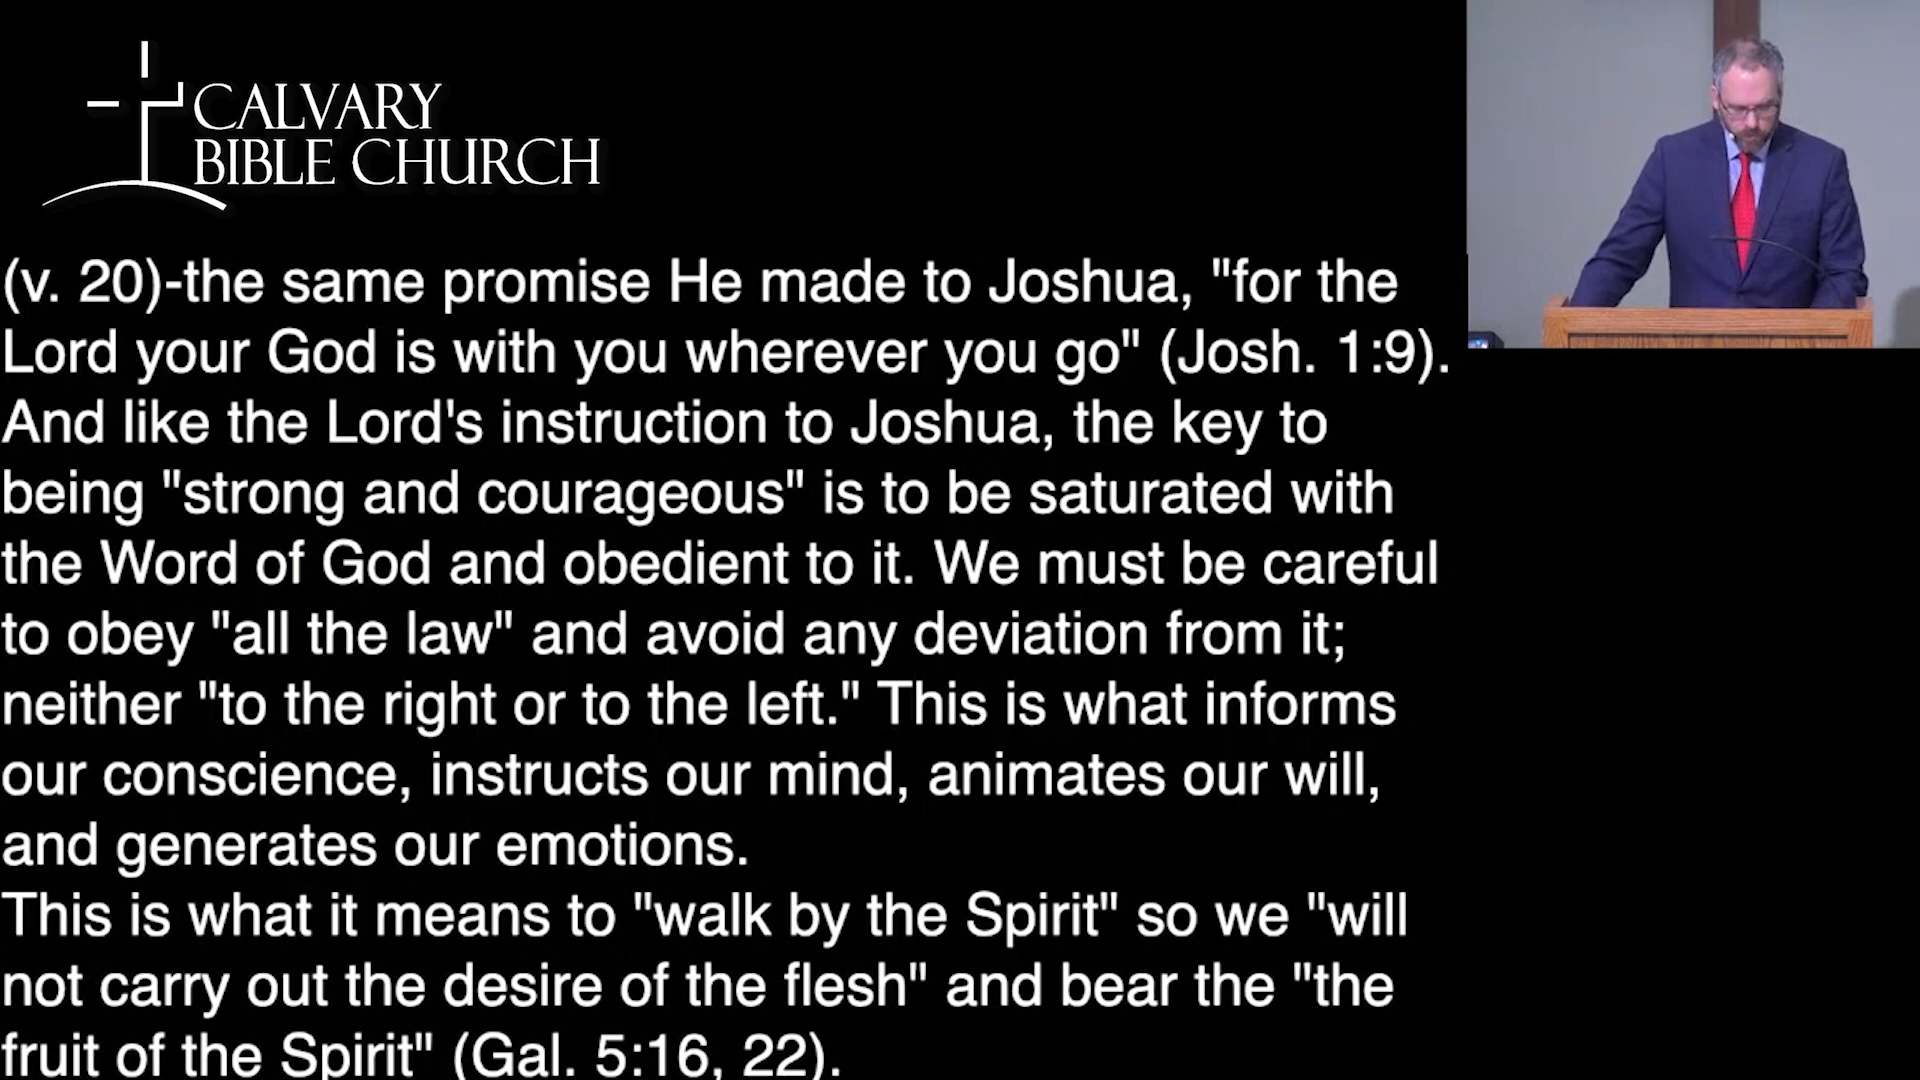 CALVARY
BIBLE CHURCH
(v. 20)-the same promise He made to Joshua, "for the
Lord your God is with you wherever you go" (Josh. 1:9).
And like the Lord's instruction to Joshua, the key to
being "strong and courageous" is to be saturated with
the Word of God and obedient to it. We must be careful
to obey "all the law" and avoid any deviation from it;
neither "to the right or to the left." This is what informs
our conscience, instructs our mind, animates our will,
and generates our emotions.
This is what it means to "walk by the Spirit" so we "will
not carry out the desire of the flesh" and bear the "the
fruit of the Spirit" (Gal. 5:16, 22).